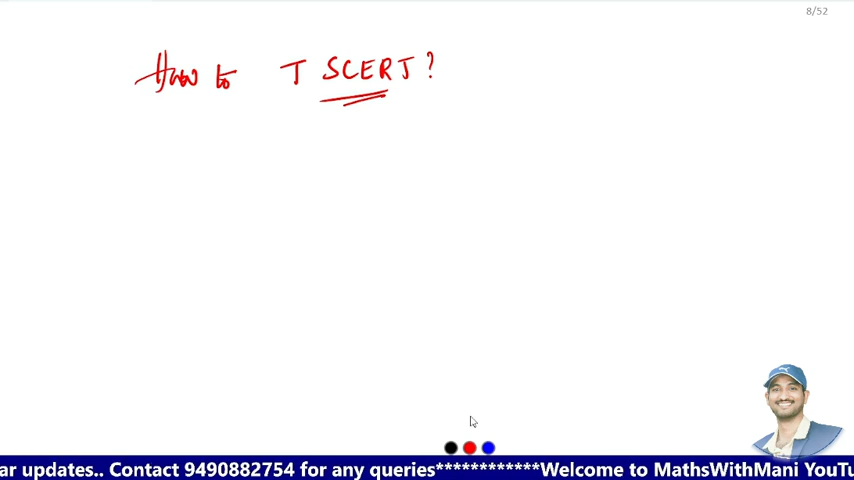 8/52
How to T SCERT?
ar updates.. Contact 9490882754 for any queries************Welcome to MathsWithMani YouTu